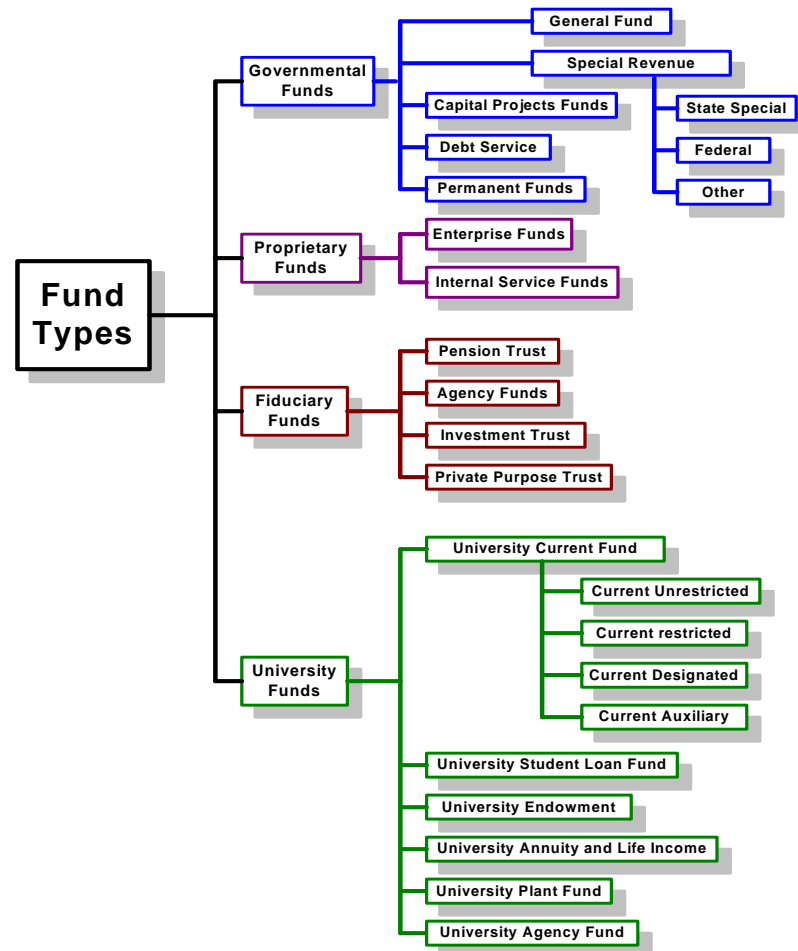 Fund
Types
Governmental
Funds
General Fund
Special Revenue
State Special
Federal
Other
Capital Projects Funds
Debt Service
Permanent Funds
Proprietary
Funds
Enterprise Funds
Internal Service Funds
Fiduciary
Funds
Pension Trust
Agency Funds
Investment Trust
Private Purpose Trust
University
Funds
University Current Fund
Current Unrestricted
Current restricted
Current Designated
Current Auxiliary
University Student Loan Fund
University Endowment
University Annuity and Life Income
University Plant Fund
University Agency Fund